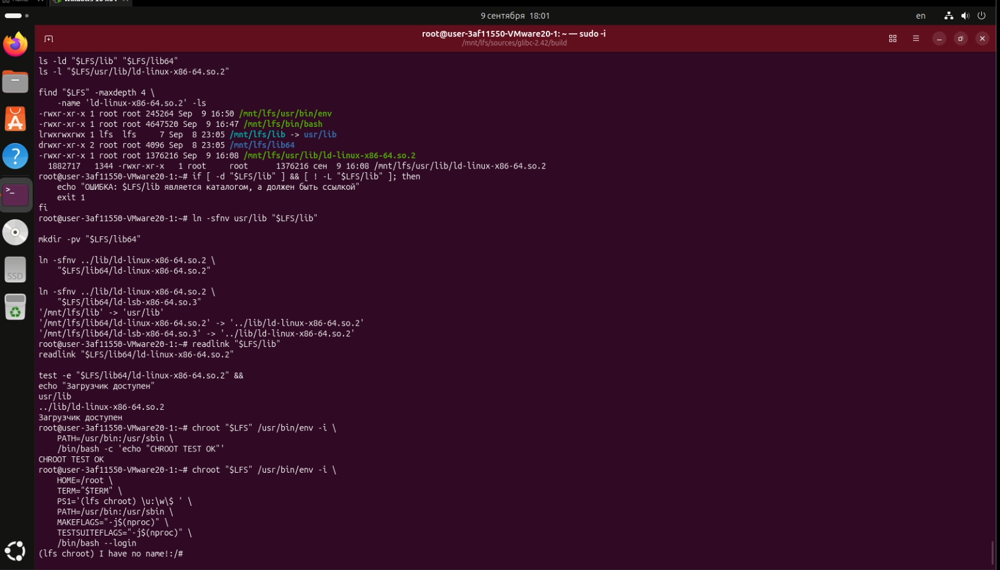 9 сентября 18:01
en
root@user-3af11550-VMware20-1: ~ — sudo -i
/mnt/lfs/sources/glibc-2.42/build
ls -ld "$LFS/lib" "$LFS/lib64"
ls -l "$LFS/usr/lib/ld-linux-x86-64.so.2"
find "$LFS" -maxdepth 4 \
    -name 'ld-linux-x86-64.so.2' -ls
-rwxr-xr-x 1 root root 245264 Sep  9 16:50 /mnt/lfs/usr/bin/env
-rwxr-xr-x 1 root root 4647520 Sep  9 16:47 /mnt/lfs/bin/bash
lrwxrwxrwx 1 lfs  lfs     7 Sep  8 23:05 /mnt/lfs/lib -> usr/lib
drwxr-xr-x 2 root root 4096 Sep  8 23:05 /mnt/lfs/lib64
-rwxr-xr-x 1 root root 1376216 Sep  9 16:08 /mnt/lfs/usr/lib/ld-linux-x86-64.so.2
  1882717   1344 -rwxr-xr-x   1 root     root      1376216 сен  9 16:08 /mnt/lfs/usr/lib/ld-linux-x86-64.so.2
root@user-3af11550-VMware20-1:~# if [ -d "$LFS/lib" ] && [ ! -L "$LFS/lib" ]; then
    echo "ОШИБКА: $LFS/lib является каталогом, а должен быть ссылкой"
    exit 1
fi
root@user-3af11550-VMware20-1:~# ln -sfnv usr/lib "$LFS/lib"
mkdir -pv "$LFS/lib64"
ln -sfnv ../lib/ld-linux-x86-64.so.2 \
    "$LFS/lib64/ld-linux-x86-64.so.2"
ln -sfnv ../lib/ld-linux-x86-64.so.2 \
    "$LFS/lib64/ld-lsb-x86-64.so.3"
'/mnt/lfs/lib' -> 'usr/lib'
'/mnt/lfs/lib64/ld-linux-x86-64.so.2' -> '../lib/ld-linux-x86-64.so.2'
'/mnt/lfs/lib64/ld-lsb-x86-64.so.3' -> '../lib/ld-linux-x86-64.so.2'
root@user-3af11550-VMware20-1:~# readlink "$LFS/lib"
readlink "$LFS/lib64/ld-linux-x86-64.so.2"
test -e "$LFS/lib64/ld-linux-x86-64.so.2" &&
echo "Загрузчик доступен"
usr/lib
../lib/ld-linux-x86-64.so.2
Загрузчик доступен
root@user-3af11550-VMware20-1:~# chroot "$LFS" /usr/bin/env -i \
    PATH=/usr/bin:/usr/sbin \
    /bin/bash -c 'echo "CHROOT TEST OK"'
CHROOT TEST OK
root@user-3af11550-VMware20-1:~# chroot "$LFS" /usr/bin/env -i \
    HOME=/root \
    TERM="$TERM" \
    PS1='(lfs chroot) \u:\w\$ ' \
    PATH=/usr/bin:/usr/sbin \
    MAKEFLAGS="-j$(nproc)" \
    TESTSUITEFLAGS="-j$(nproc)" \
    /bin/bash --login
(lfs chroot) I have no name!:/#
SSD